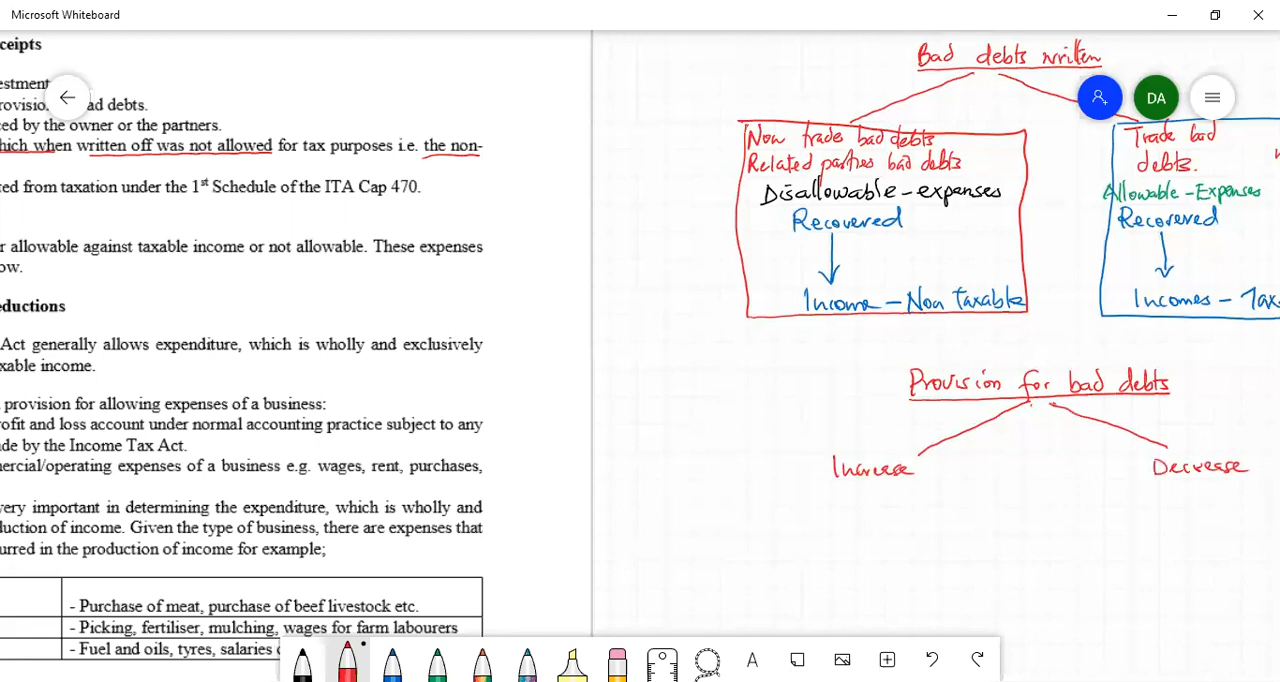 Microsoft Whiteboard
ceipts
estment
rovision
ad debts.
ced by the owner or the partners.
hich when written off was not allowed for tax purposes i.e. the non-
red from taxation under the 1st Schedule of the ITA Cap 470.
r allowable against taxable income or not allowable. These expenses
ow.
eductions
Act generally allows expenditure, which is wholly and exclusively
xable income.
provision for allowing expenses of a business:
rofit and loss account under normal accounting practice subject to any
de by the Income Tax Act.
mercial/operating expenses of a business e.g. wages, rent, purchases,
very important in determining the expenditure, which is wholly and
duction of income. Given the type of business, there are expenses that
urred in the production of income for example;
- Purchase of meat, purchase of beef livestock etc.
- Picking, fertiliser, mulching, wages for farm labourers
- Fuel and oils, tyres, salaries
Bad debts written
DA
Non trade bad debts
Related parties bad debts
Disallowable - expenses
Recovered
Income - Non Taxable
Trade bad
debts.
Allowable - Expenses
Recovered
Incomes - Tax
Provision for bad debts
Increase
Decrease
A